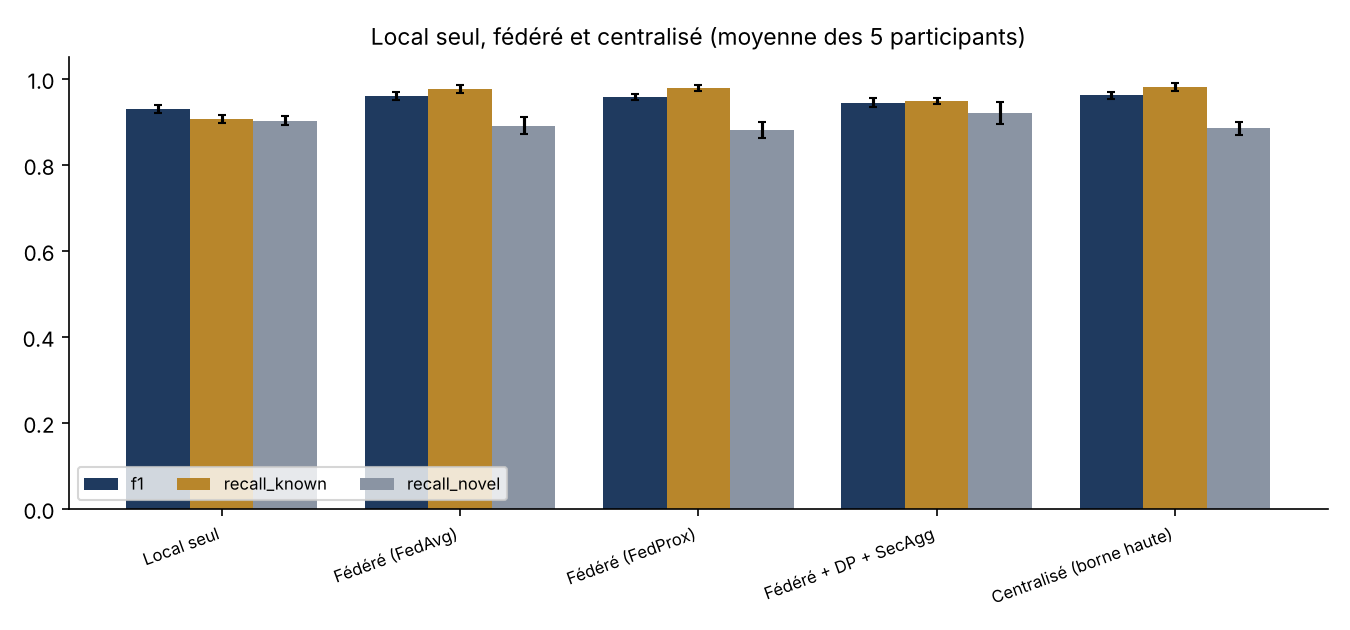 Local seul, fédéré et centralisé (moyenne des 5 participants)
1.0
0.8
0.6
0.4
0.2
0.0
f1 recall_known recall_novel
Local seul
Fédéré (FedAvg)
Fédéré (FedProx)
Fédéré + DP + SecAgg
Centralisé (borne haute)